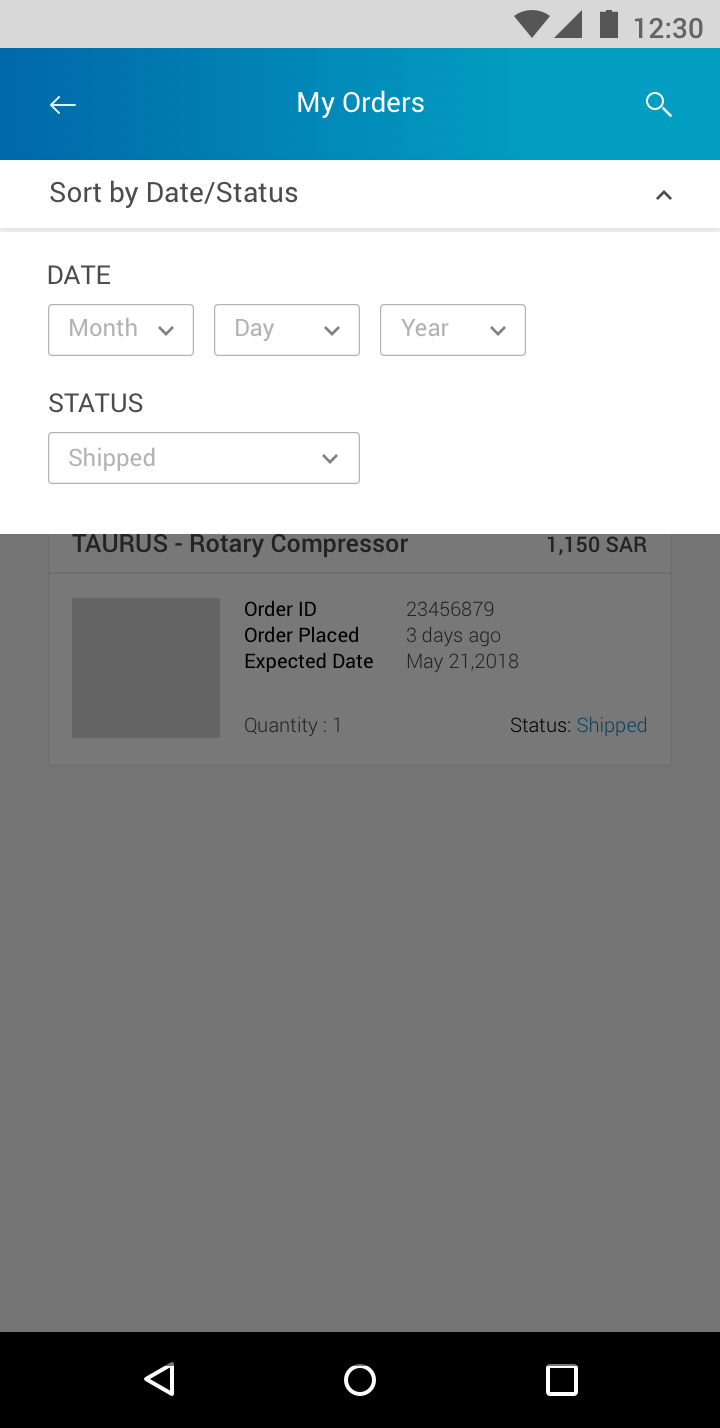 12:30
My Orders
Sort by Date/Status
DATE
Month Day Year
STATUS
Shipped
TAURUS - Rotary Compressor 1,150 SAR
Order ID 23456879
Order Placed 3 days ago
Expected Date May 21,2018
Quantity : 1 Status: Shipped